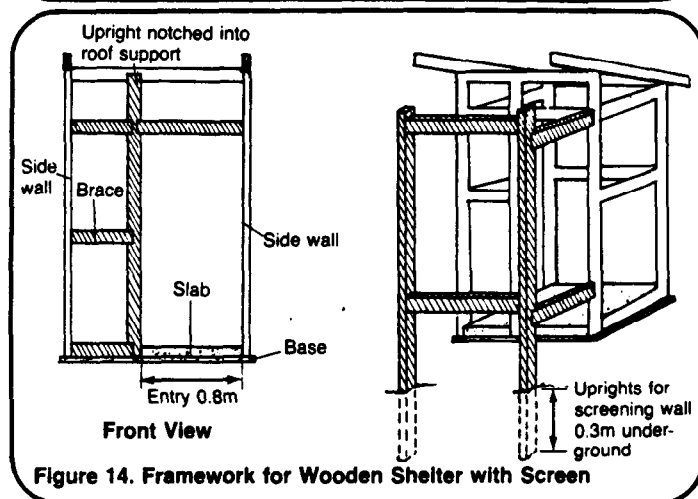 Upright notched into
roof support
Side
wall
Brace
Side wall
Slab
Base
Entry 0.8m
Front View
Uprights for
screening wall
0.3m under-
ground
Figure 14. Framework for Wooden Shelter with Screen